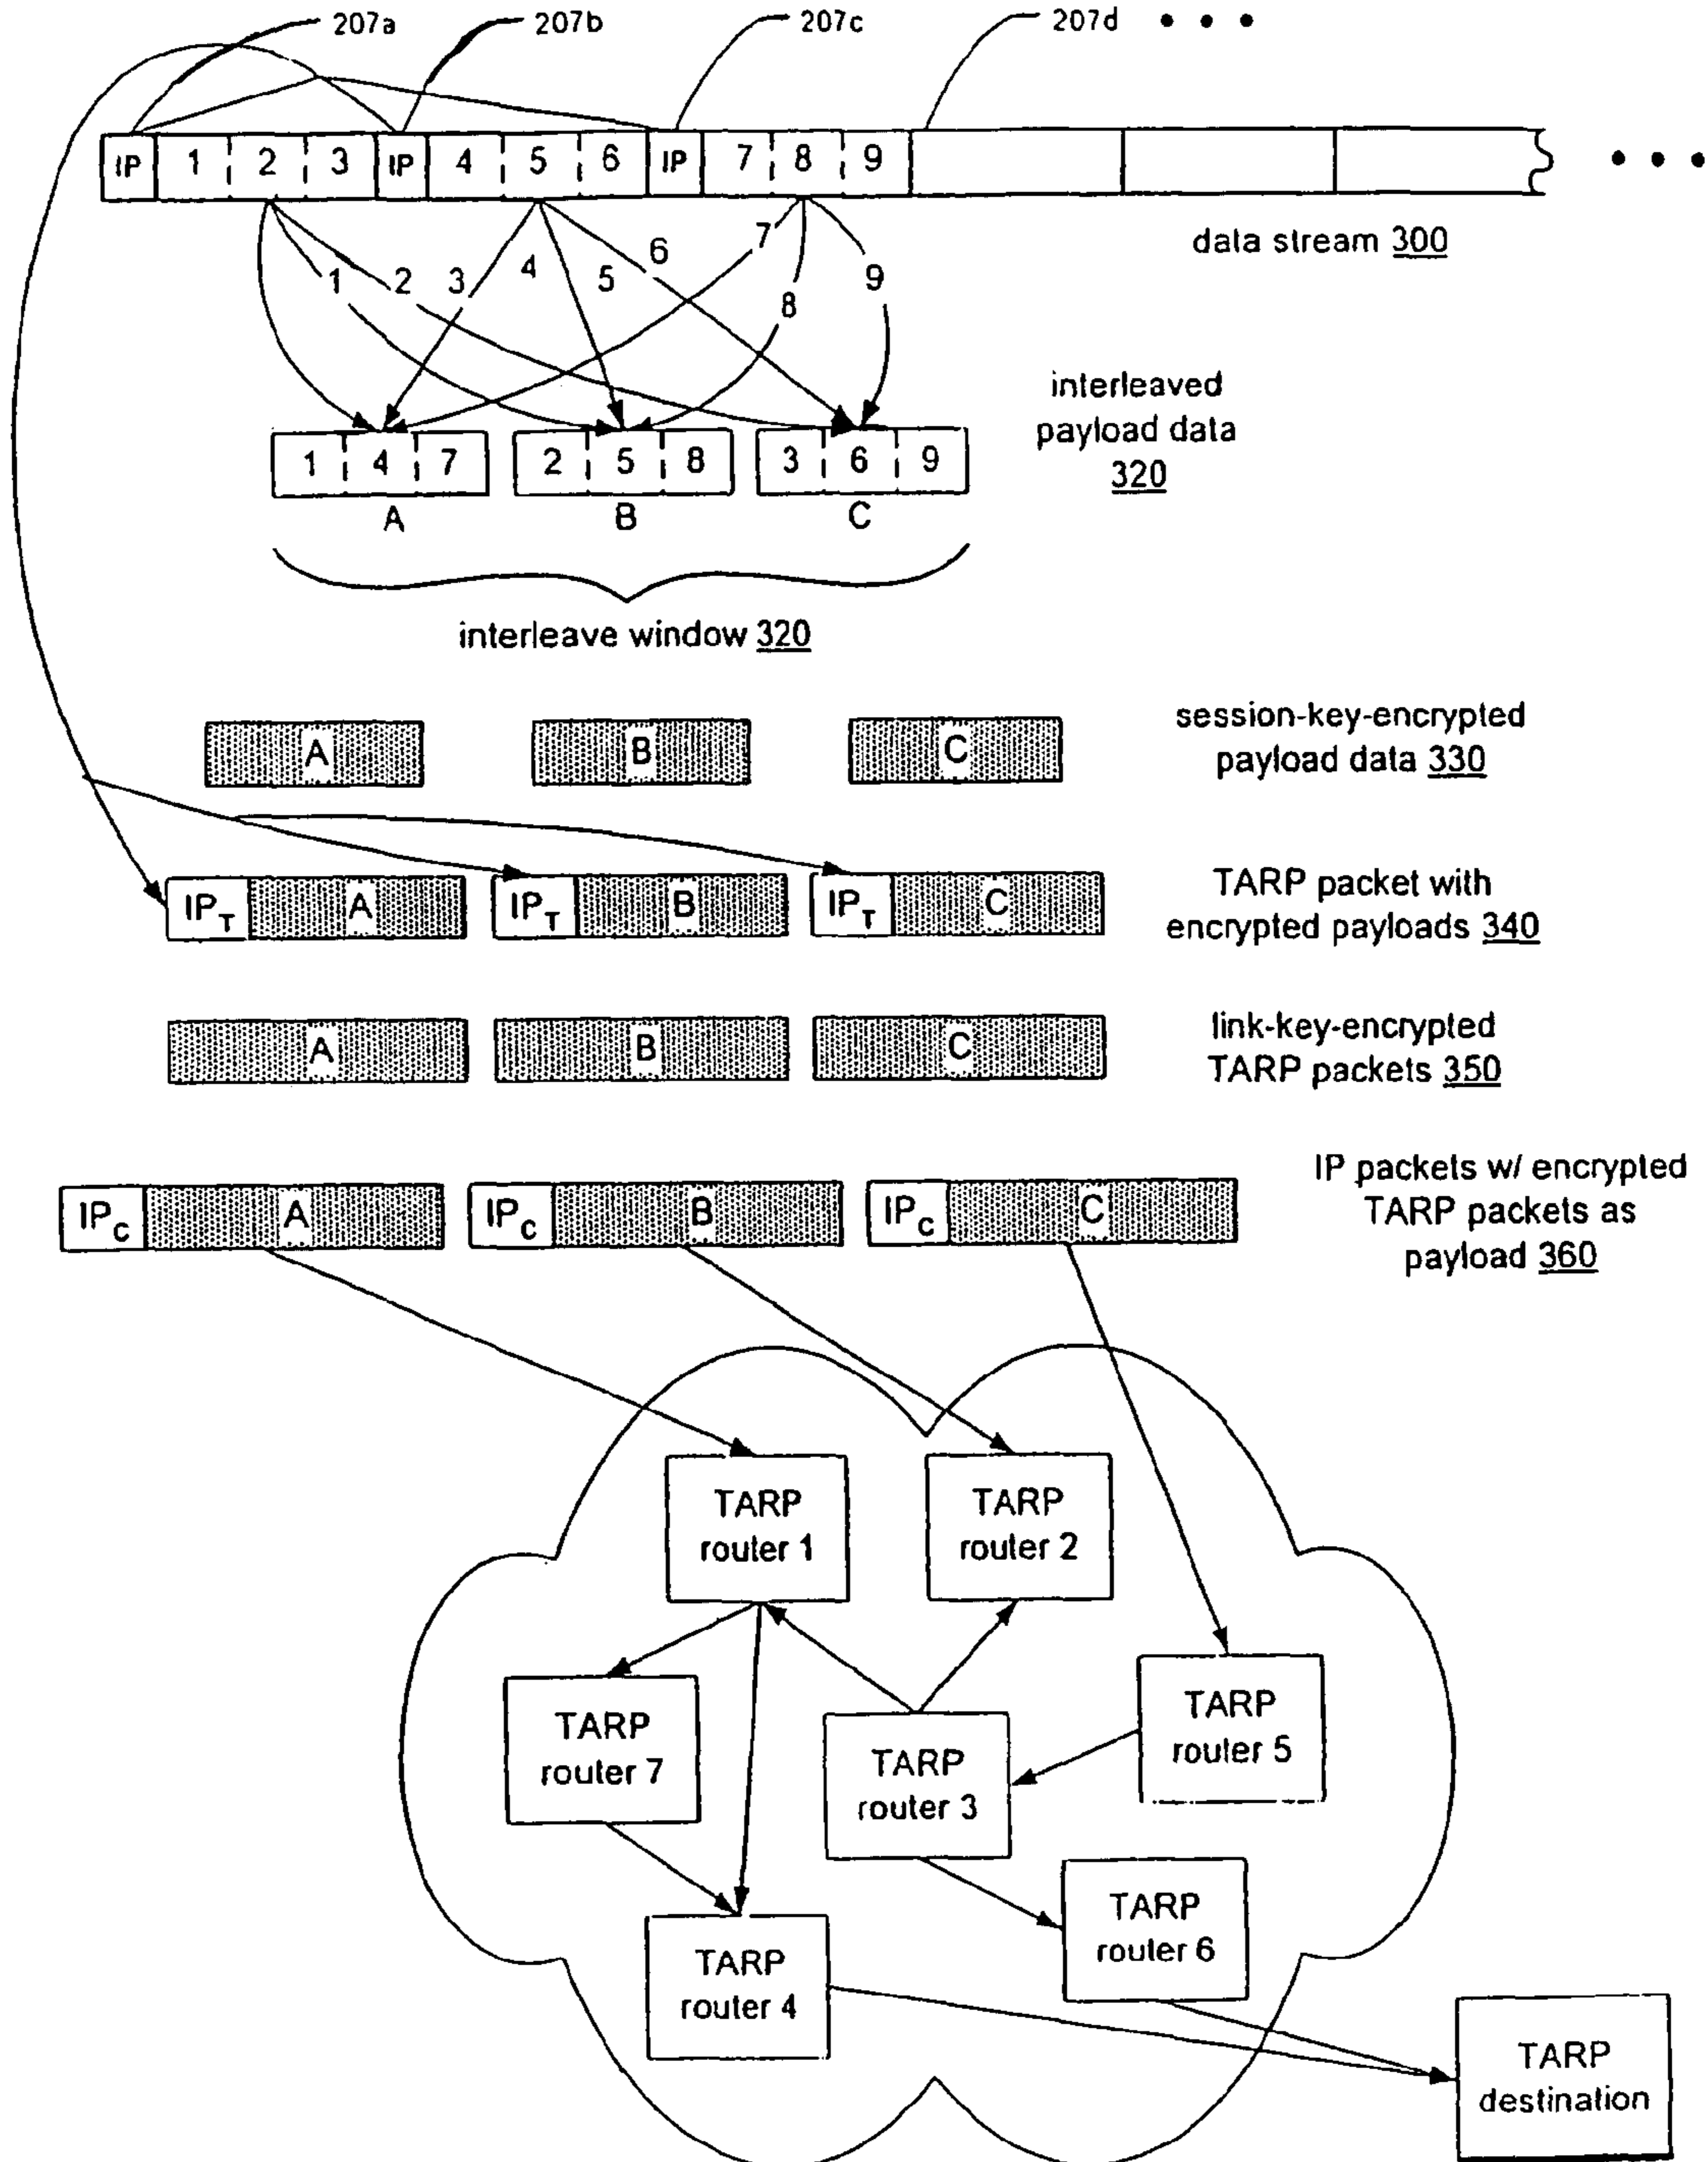 207a 207b 207c 207d • • •
IP 1 2 3 IP 4 5 6 IP 7 8 9 • • •
data stream 300
1 2 3 4 5 6 7 8 9
interleaved
payload data
320
1 4 7 2 5 8 3 6 9
A B C
interleave window 320
session-key-encrypted
payload data 330
A B C
TARP packet with
encrypted payloads 340
IPT A IPT B IPT C
link-key-encrypted
TARP packets 350
A B C
IP packets w/ encrypted
TARP packets as
payload 360
IPC A IPC B IPC C
TARP
router 1
TARP
router 2
TARP
router 5
TARP
router 7
TARP
router 3
TARP
router 6
TARP
router 4
TARP
destination